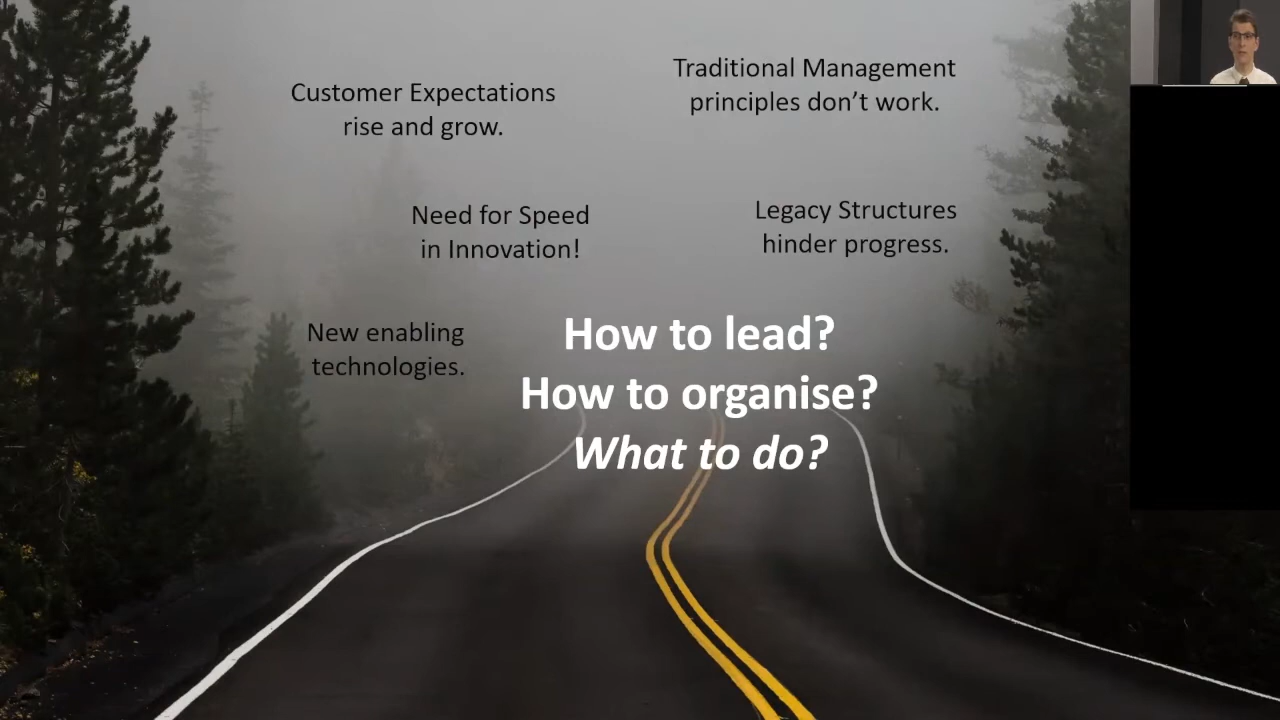 Customer Expectations
rise and grow.
Traditional Management
principles don’t work.
Need for Speed
in Innovation!
Legacy Structures
hinder progress.
New enabling
technologies.
How to lead?
How to organise?
What to do?